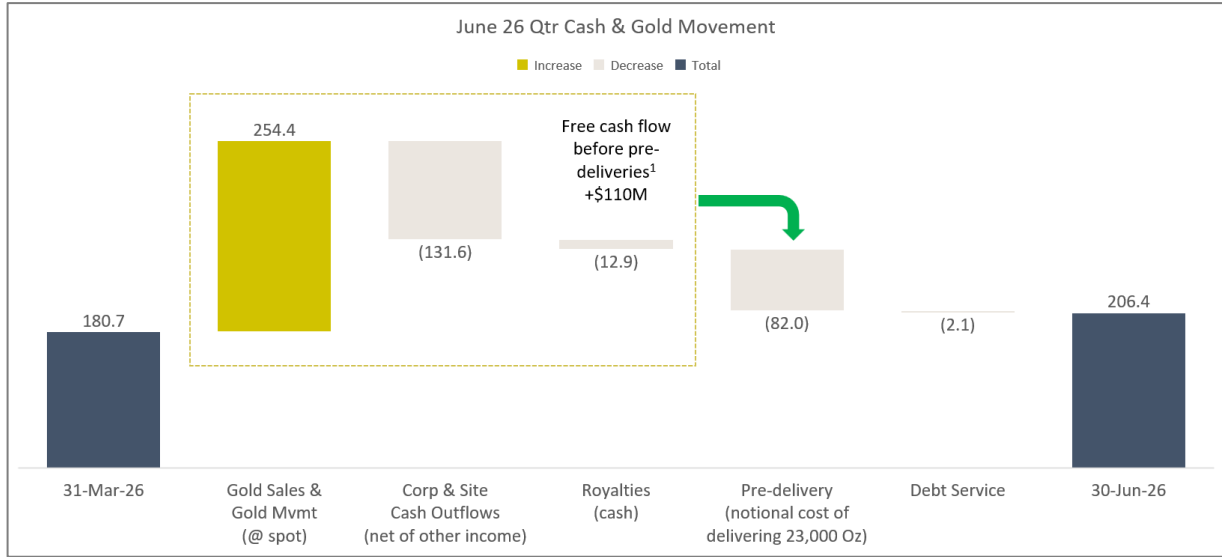 June 26 Qtr Cash & Gold Movement
Increase Decrease Total
254.4
Free cash flow
before pre-
deliveries¹
+$110M
(131.6)
(12.9)
180.7
(82.0)
(2.1)
206.4
31-Mar-26
Gold Sales &
Gold Mvmt
(@ spot)
Corp & Site
Cash Outflows
(net of other income)
Royalties
(cash)
Pre-delivery
(notional cost of
delivering 23,000 Oz)
Debt Service
30-Jun-26